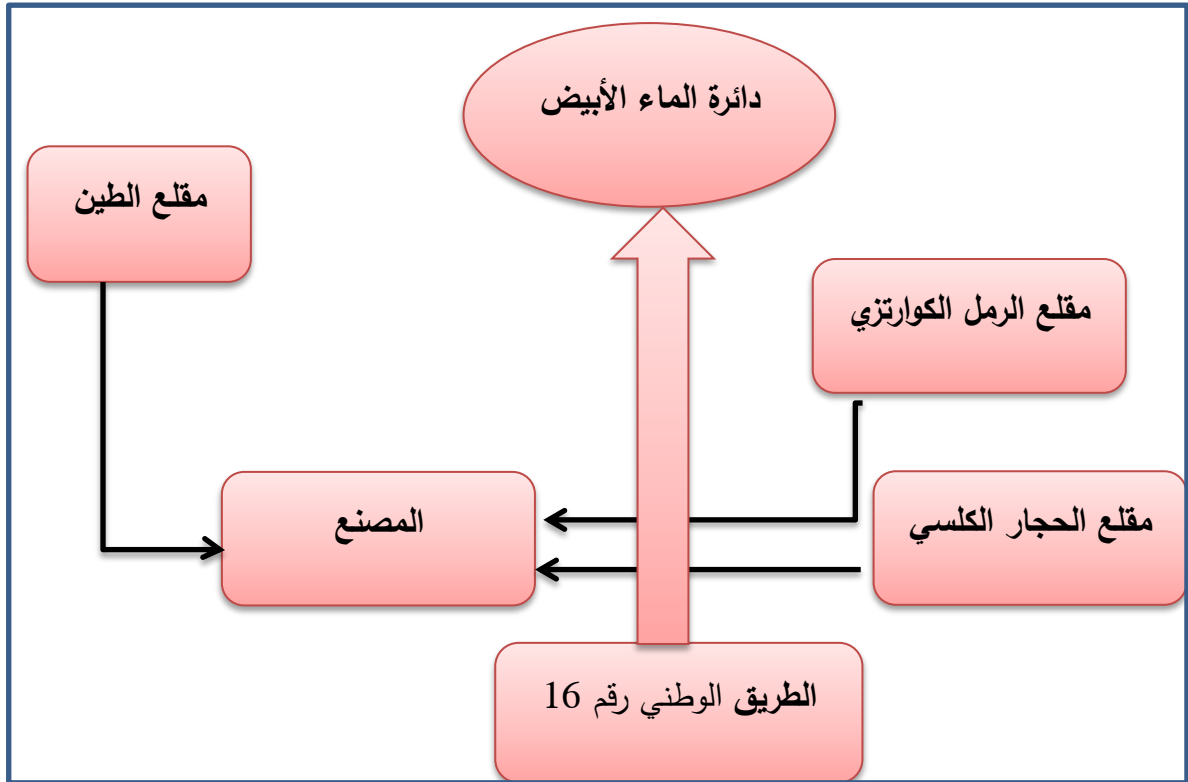 دائرة الماء الأبيض
مقلع الطين
مقلع الرمل الكوارتزي
مقلع الحجار الكلسي
المصنع
الطريق الوطني رقم 16